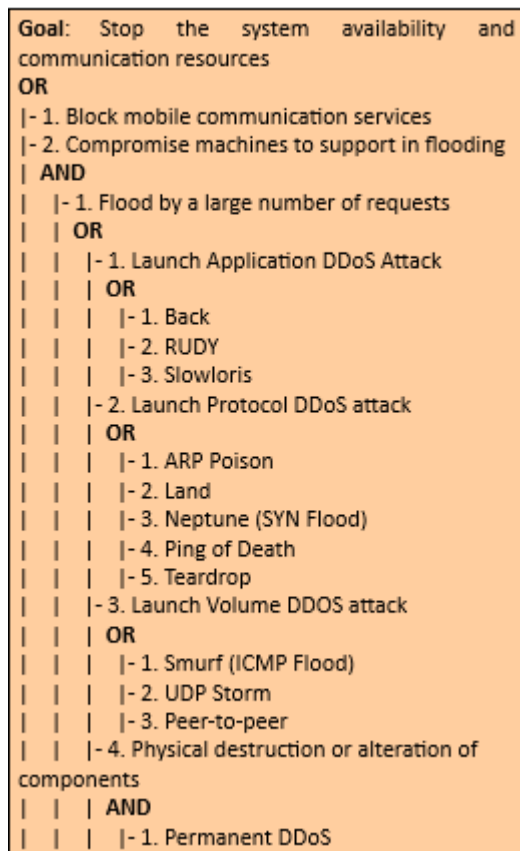 Goal: Stop the system availability and
communication resources
OR
|- 1. Block mobile communication services
|- 2. Compromise machines to support in flooding
| AND
| |- 1. Flood by a large number of requests
| | OR
| | |- 1. Launch Application DDoS Attack
| | | OR
| | | |- 1. Back
| | | |- 2. RUDY
| | | |- 3. Slowloris
| | |- 2. Launch Protocol DDoS attack
| | | OR
| | | |- 1. ARP Poison
| | | |- 2. Land
| | | |- 3. Neptune (SYN Flood)
| | | |- 4. Ping of Death
| | | |- 5. Teardrop
| | |- 3. Launch Volume DDOS attack
| | | OR
| | | |- 1. Smurf (ICMP Flood)
| | | |- 2. UDP Storm
| | | |- 3. Peer-to-peer
| | |- 4. Physical destruction or alteration of
components
| | | AND
| | | |- 1. Permanent DDoS